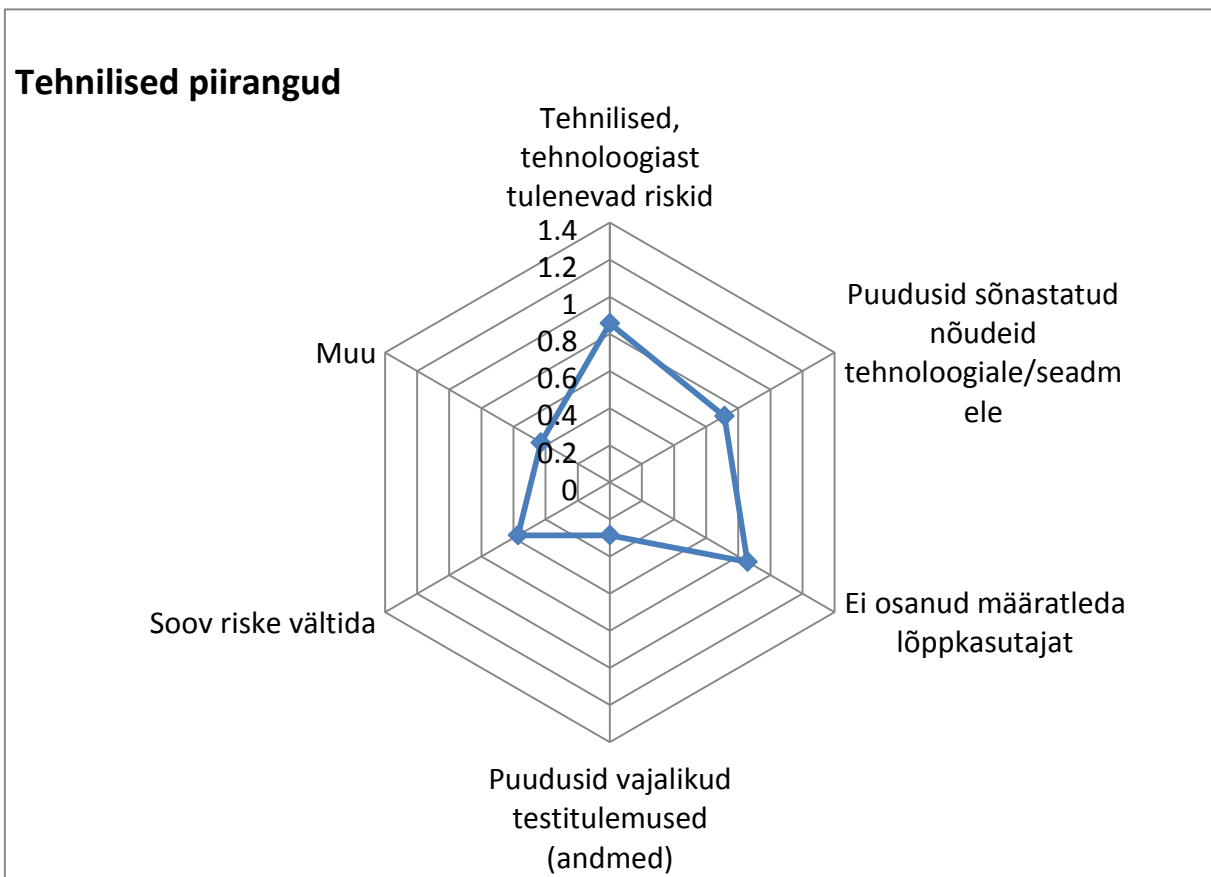 Tehnilised piirangud
Tehnilised,
tehnoloogiast
tulenevad riskid
1.4
1.2
1
0.8
0.6
0.4
0.2
0
Puudusid sõnastatud
nõudeid
tehnoloogiale/seadm
ele
Ei osanud määratleda
lõppkasutajat
Puudusid vajalikud
testitulemused
(andmed)
Soov riske vältida
Muu